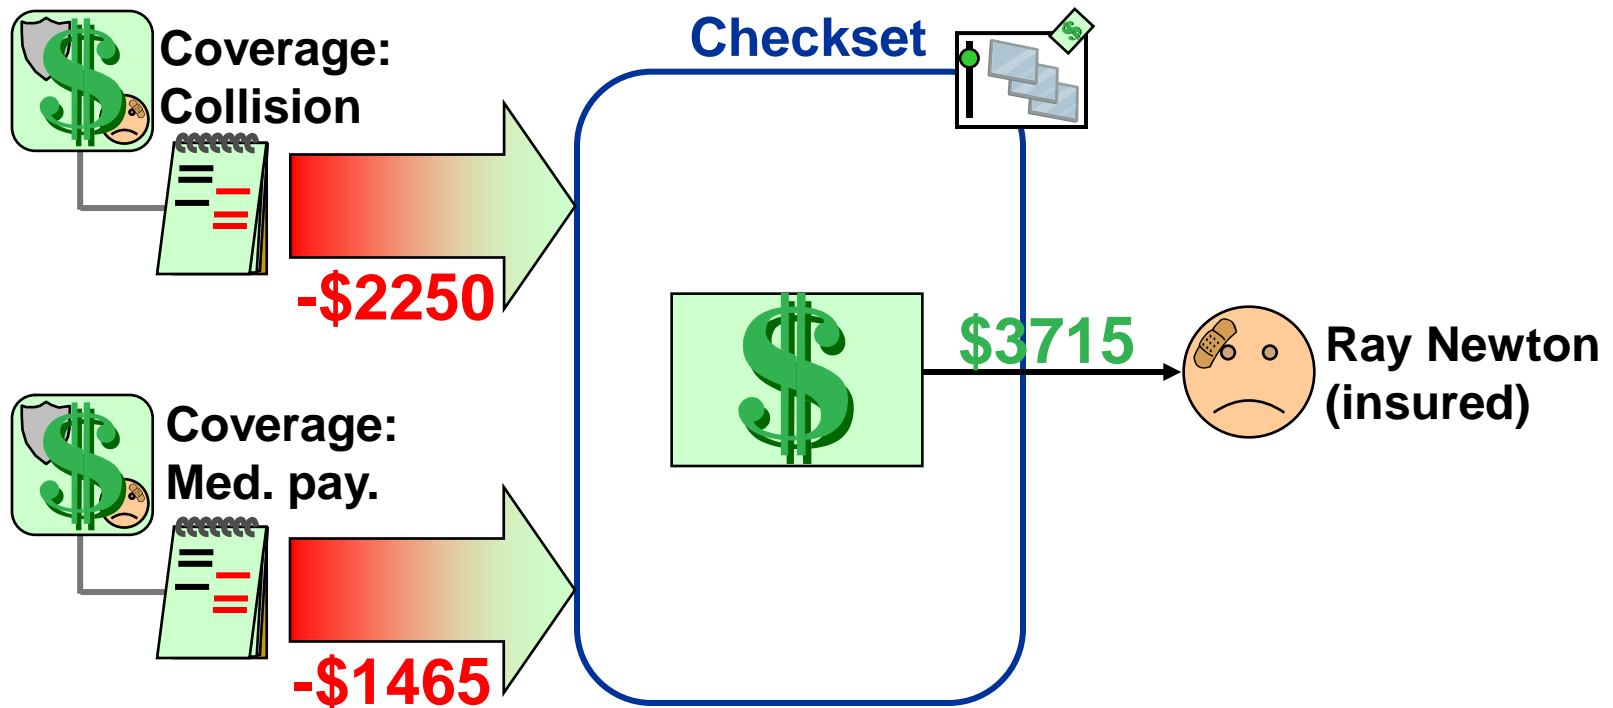 Coverage:
Collision
-$2250
Coverage:
Med. pay.
-$1465
Checkset
$3715
Ray Newton
(insured)